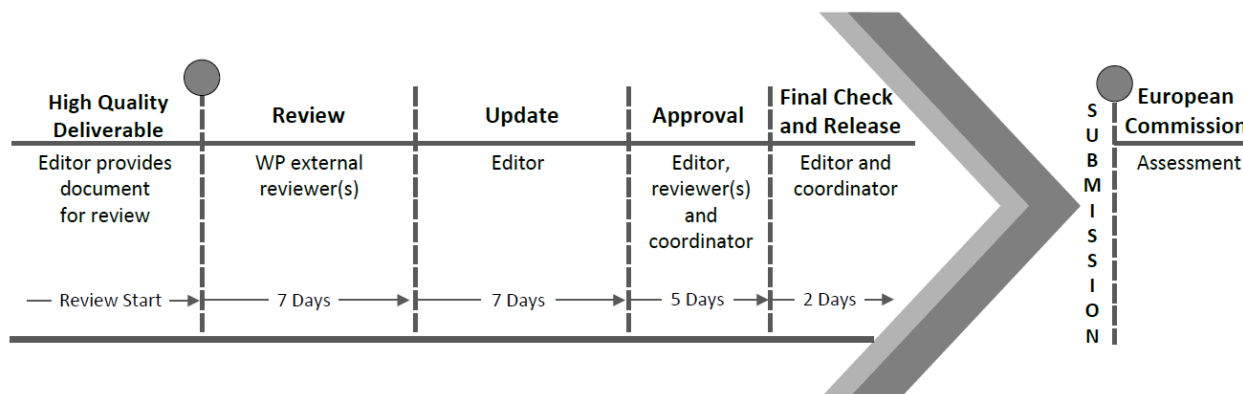 High Quality
Deliverable
Editor provides
document
for review
Review Start
Review
WP external
reviewer(s)
7 Days
Update
Editor
7 Days
Approval
Editor,
reviewer(s)
and
coordinator
5 Days
Final Check
and Release
Editor and
coordinator
2 Days
SUBMISSION
European
Commission
Assessment